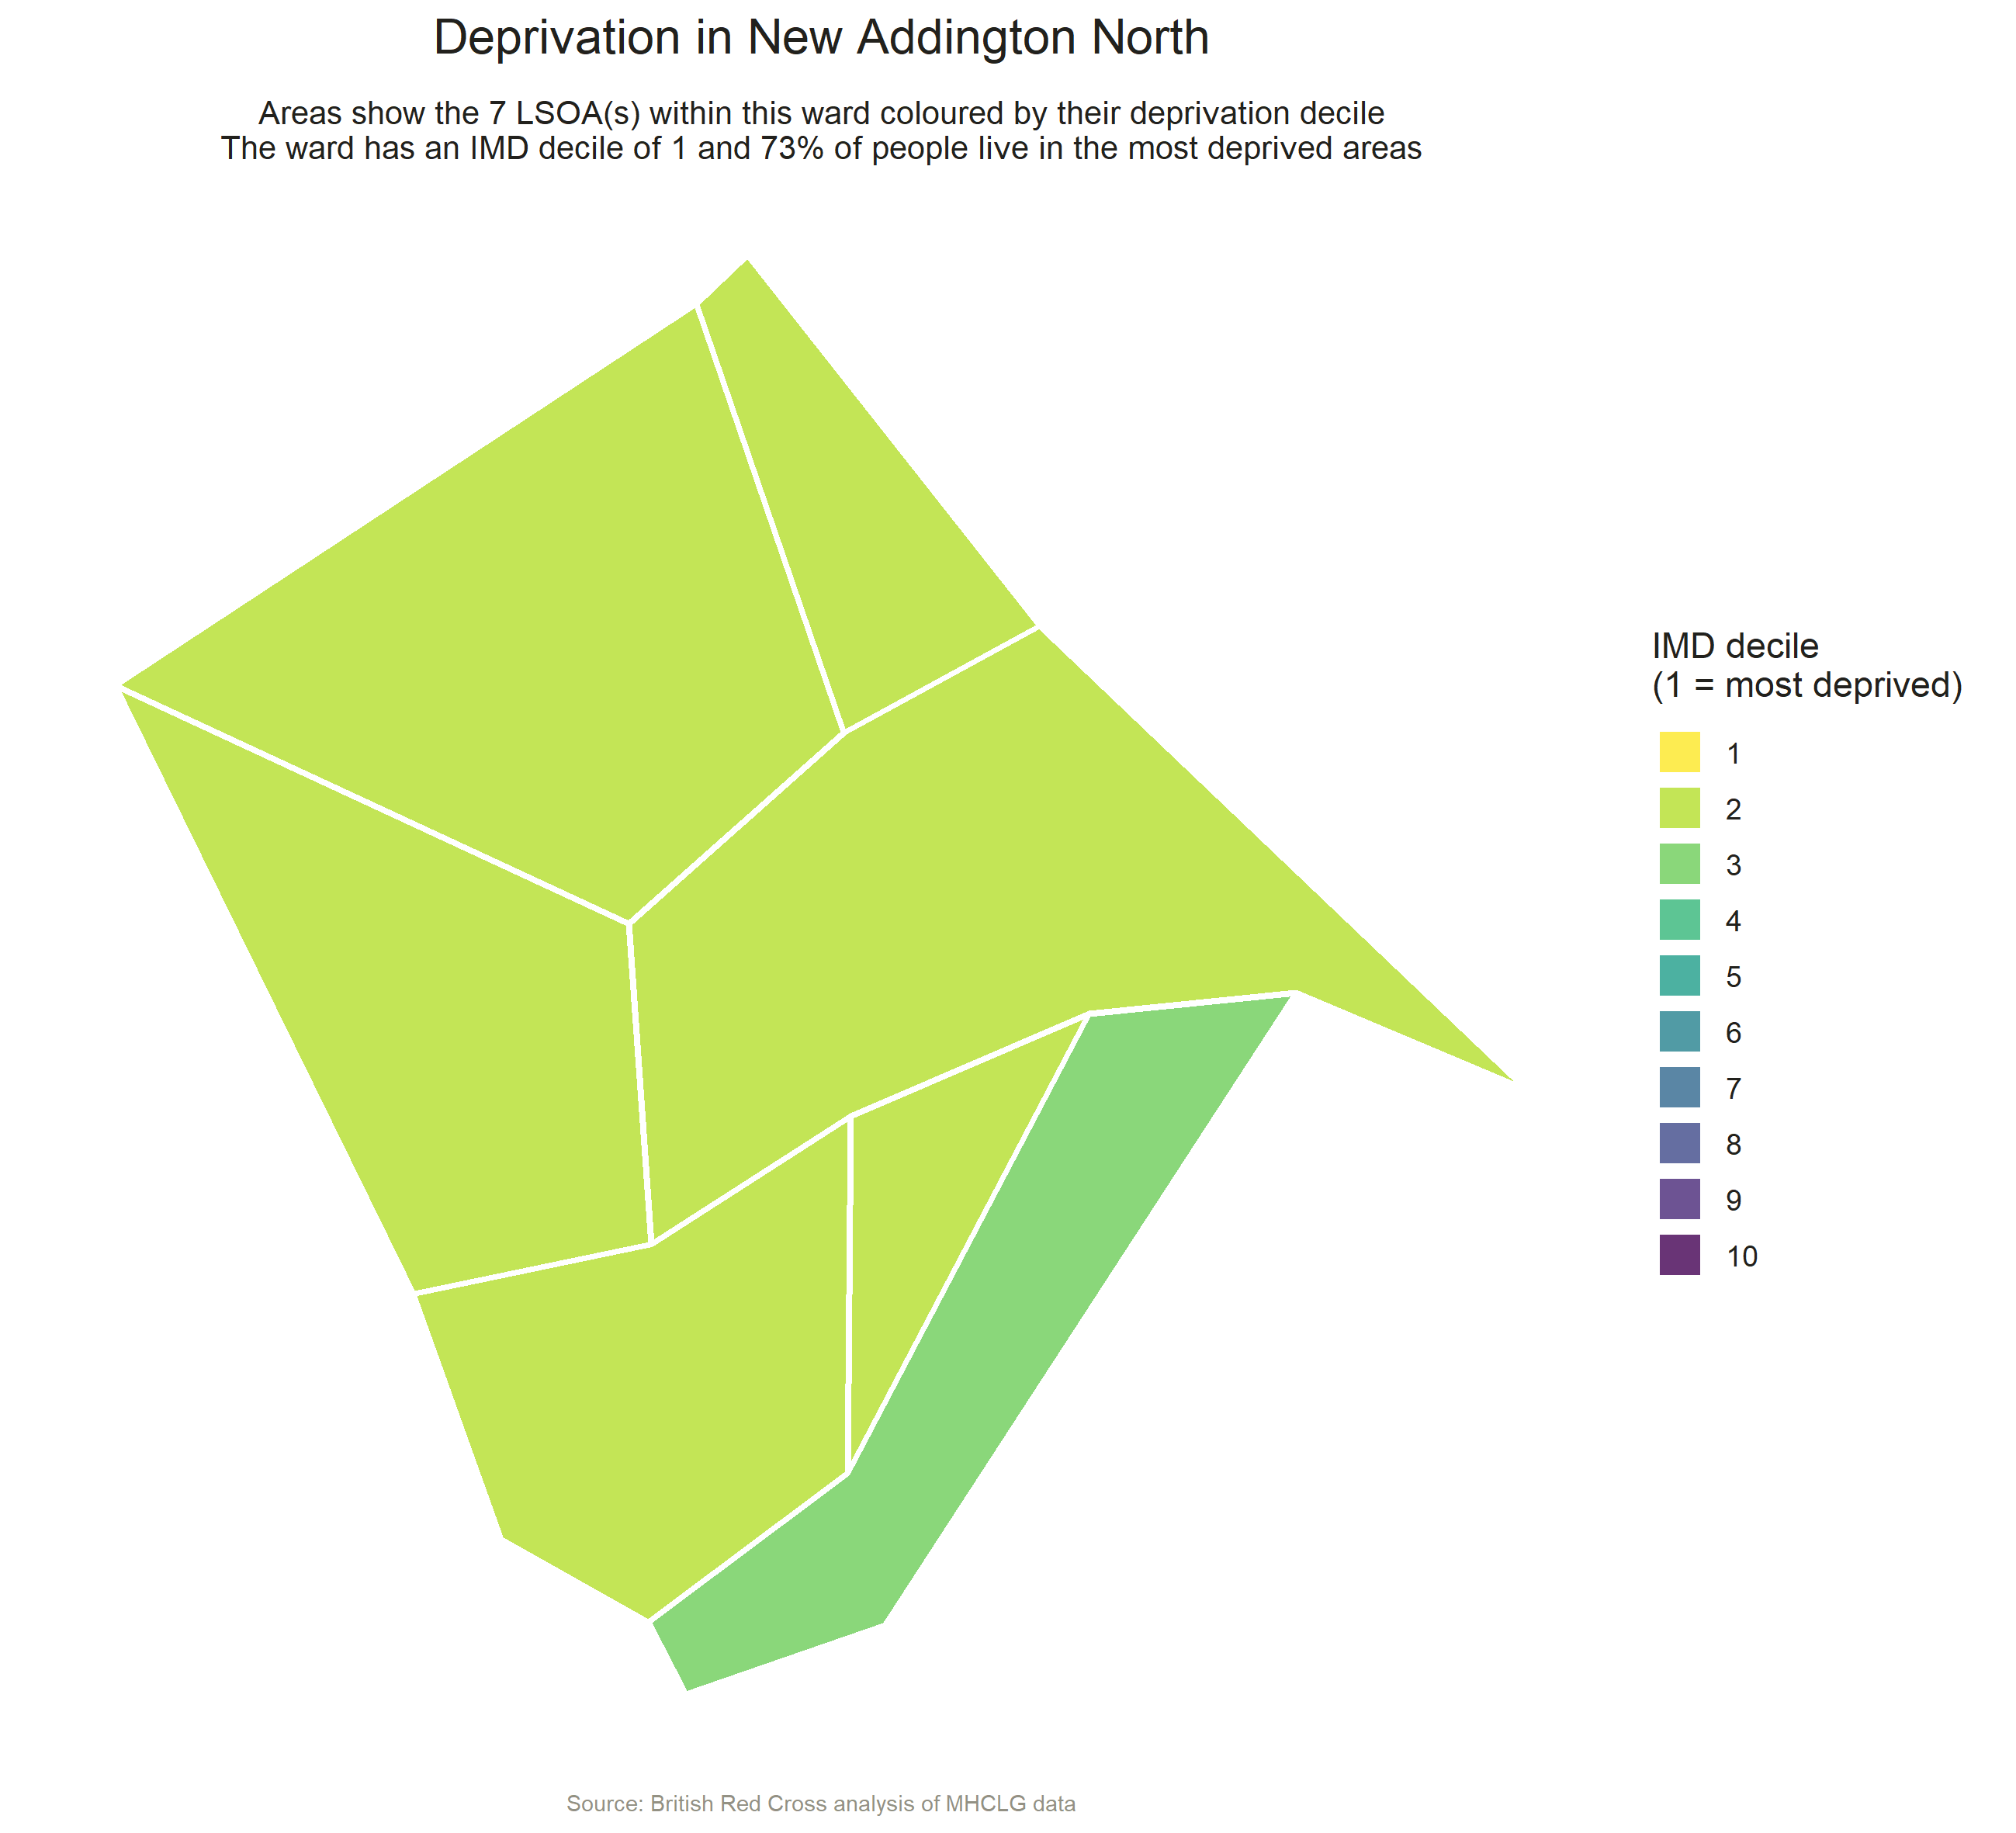 Deprivation in New Addington North
Areas show the 7 LSOA(s) within this ward coloured by their deprivation decile
The ward has an IMD decile of 1 and 73% of people live in the most deprived areas
IMD decile
(1 = most deprived)
1
2
3
4
5
6
7
8
9
10
Source: British Red Cross analysis of MHCLG data